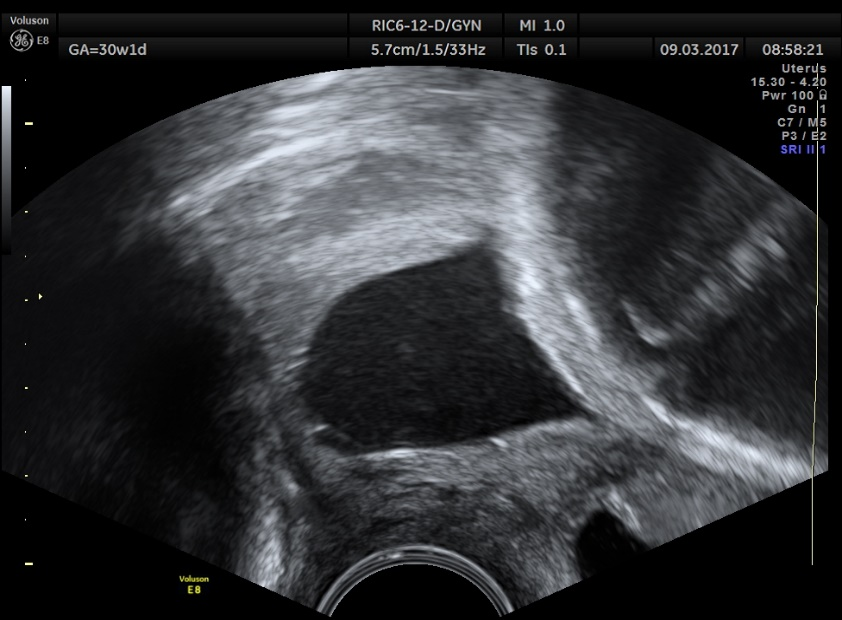 Voluson
E8
RIC6-12-D/GYN
MI 1.0
GA=30w1d
5.7cm/1.5/33Hz
TIs 0.1
09.03.2017
08:58:21
Uterus
15.30 - 4.20
Pwr 100
Gn 1
C7 / M5
P3 / E2
SRI II 1
Voluson
E8